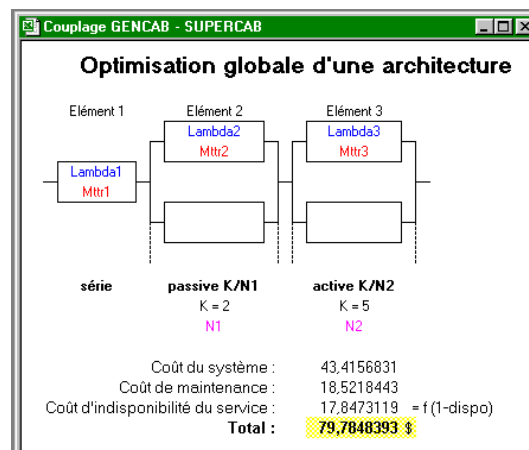 Couplage GENCAB - SUPERCAB
Optimisation globale d'une architecture
Elément 1 Elément 2 Elément 3
Lambda2 Lambda3
Mttr2 Mttr3
Lambda1
Mttr1
série passive K/N1 active K/N2
K = 2 K = 5
N1 N2
Coût du système : 43,4156831
Coût de maintenance : 18,5218443
Coût d'indisponibilité du service : 17,8473119 = f (1-dispo)
Total : 79,7848393 $